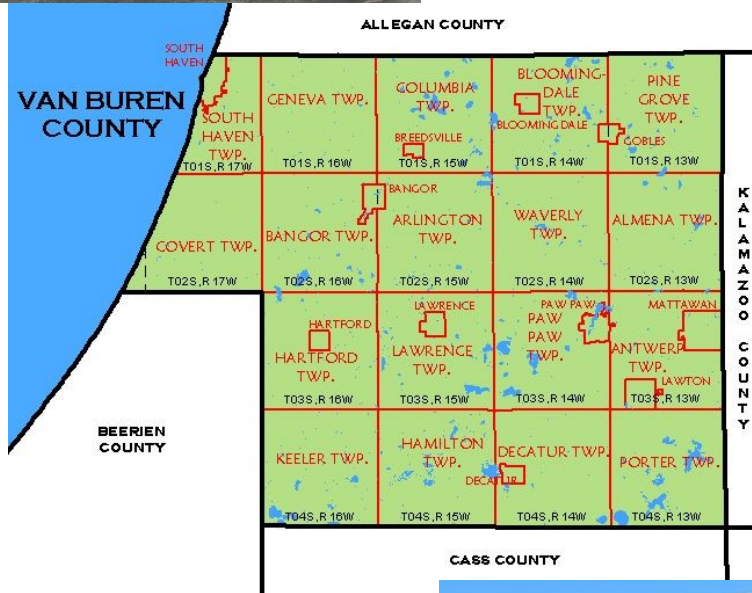 ALLEGAN COUNTY
SOUTH
HAVEN
VAN BUREN
COUNTY
SOUTH
HAVEN
TWP.
T01S,R 17W
GENEVA TWP.
T01S,R 16W
COLUMBIA
TWP.
BREEDSVILLE
T01S,R 15W
BLOOMING-
DALE
TWP.
BLOOMINGDALE
T01S,R 14W
PINE
GROVE
TWP.
GOBLES
T01S,R 13W
COVERT TWP.
T02S,R 17W
BANGOR
BANGOR TWP.
T02S,R 16W
ARLINGTON
TWP.
T02S,R 15W
WAVERLY
TWP.
T02S,R 14W
ALMENA TWP.
T02S,R 13W
KALAMAZOO COUNTY
HARTFORD
HARTFORD
TWP.
T03S,R 16W
LAWRENCE
LAWRENCE
TWP.
T03S,R 15W
PAW PAW
PAW
PAW
TWP.
T03S,R 14W
MATTAWAN
ANTWERP
TWP.
LAWTON
T03S,R 13W
BEERIEN
COUNTY
KEELER TWP.
T04S,R 16W
HAMILTON
TWP.
T04S,R 15W
DECATUR TWP.
DECATUR
T04S,R 14W
PORTER TWP.
T04S,R 13W
CASS COUNTY